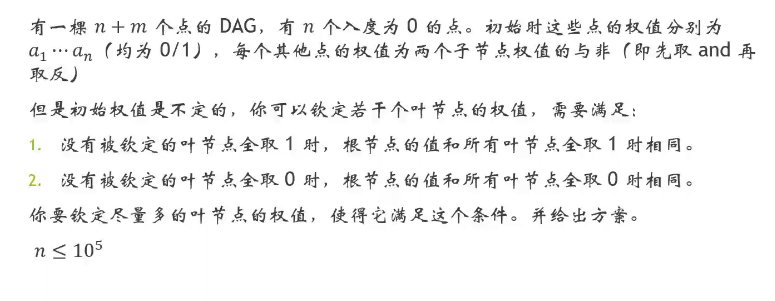 有一棵 n + m 个点的 DAG，有 n 个入度为 0 的点。初始时这些点的权值分别为
a₁ ⋯ aₙ（均为 0/1），每个其他点的权值为两个子节点权值的与非（即先取 and 再
取反）
但是初始权值是不定的，你可以钦定若干个叶节点的权值，需要满足：
1. 没有被钦定的叶节点全取 1 时，根节点的值和所有叶节点全取 1 时相同。
2. 没有被钦定的叶节点全取 0 时，根节点的值和所有叶节点全取 0 时相同。
你要钦定尽量多的叶节点的权值，使得它满足这个条件。并给出方案。
n ≤ 10⁵